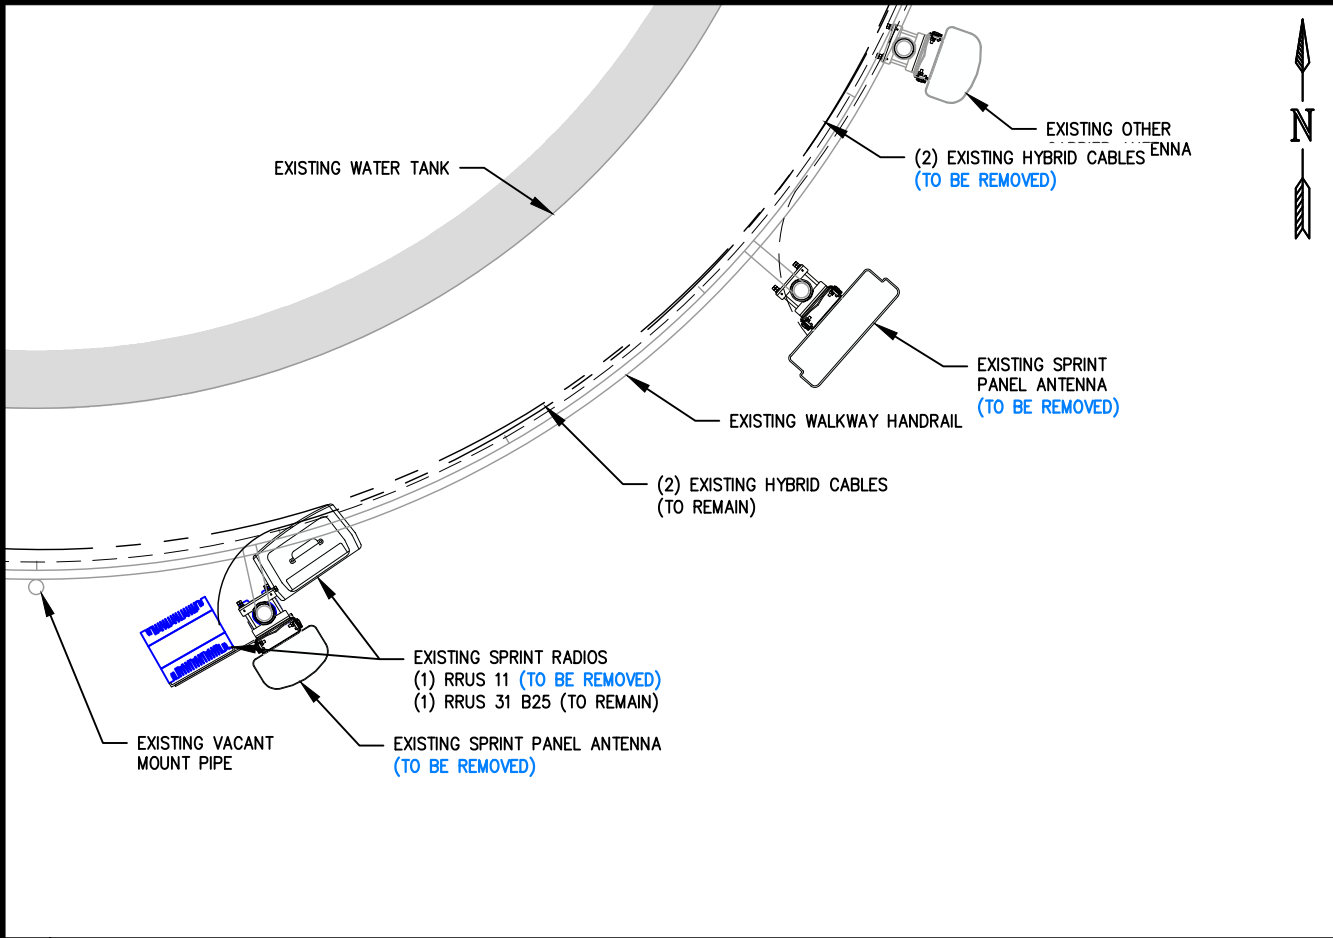 EXISTING OTHER
ENNA
N
(2) EXISTING HYBRID CABLES
(TO BE REMOVED)
EXISTING WATER TANK
EXISTING SPRINT
PANEL ANTENNA
(TO BE REMOVED)
EXISTING WALKWAY HANDRAIL
(2) EXISTING HYBRID CABLES
(TO REMAIN)
EXISTING SPRINT RADIOS
(1) RRUS 11 (TO BE REMOVED)
(1) RRUS 31 B25 (TO REMAIN)
EXISTING VACANT
MOUNT PIPE
EXISTING SPRINT PANEL ANTENNA
(TO BE REMOVED)